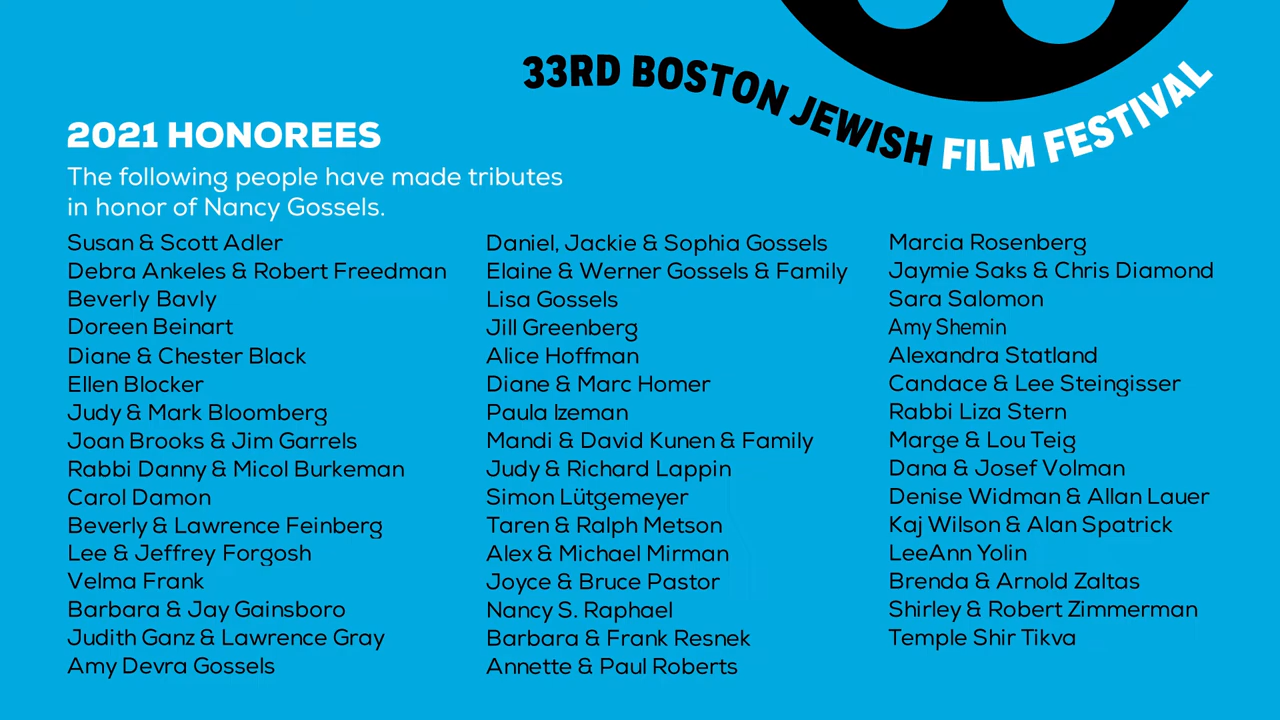 33RD BOSTON JEWISH FILM FESTIVAL
2021 HONOREES
The following people have made tributes
in honor of Nancy Gossels.
Susan & Scott Adler
Debra Ankeles & Robert Freedman
Beverly Bavly
Doreen Beinart
Diane & Chester Black
Ellen Blocker
Judy & Mark Bloomberg
Joan Brooks & Jim Garrels
Rabbi Danny & Micol Burkeman
Carol Damon
Beverly & Lawrence Feinberg
Lee & Jeffrey Forgosh
Velma Frank
Barbara & Jay Gainsboro
Judith Ganz & Lawrence Gray
Amy Devra Gossels
Daniel, Jackie & Sophia Gossels
Elaine & Werner Gossels & Family
Lisa Gossels
Jill Greenberg
Alice Hoffman
Diane & Marc Homer
Paula Izeman
Mandi & David Kunen & Family
Judy & Richard Lappin
Simon Lütgemeyer
Taren & Ralph Metson
Alex & Michael Mirman
Joyce & Bruce Pastor
Nancy S. Raphael
Barbara & Frank Resnek
Annette & Paul Roberts
Marcia Rosenberg
Jaymie Saks & Chris Diamond
Sara Salomon
Amy Shemin
Alexandra Statland
Candace & Lee Steingisser
Rabbi Liza Stern
Marge & Lou Teig
Dana & Josef Volman
Denise Widman & Allan Lauer
Kaj Wilson & Alan Spatrick
LeeAnn Yolin
Brenda & Arnold Zaltas
Shirley & Robert Zimmerman
Temple Shir Tikva